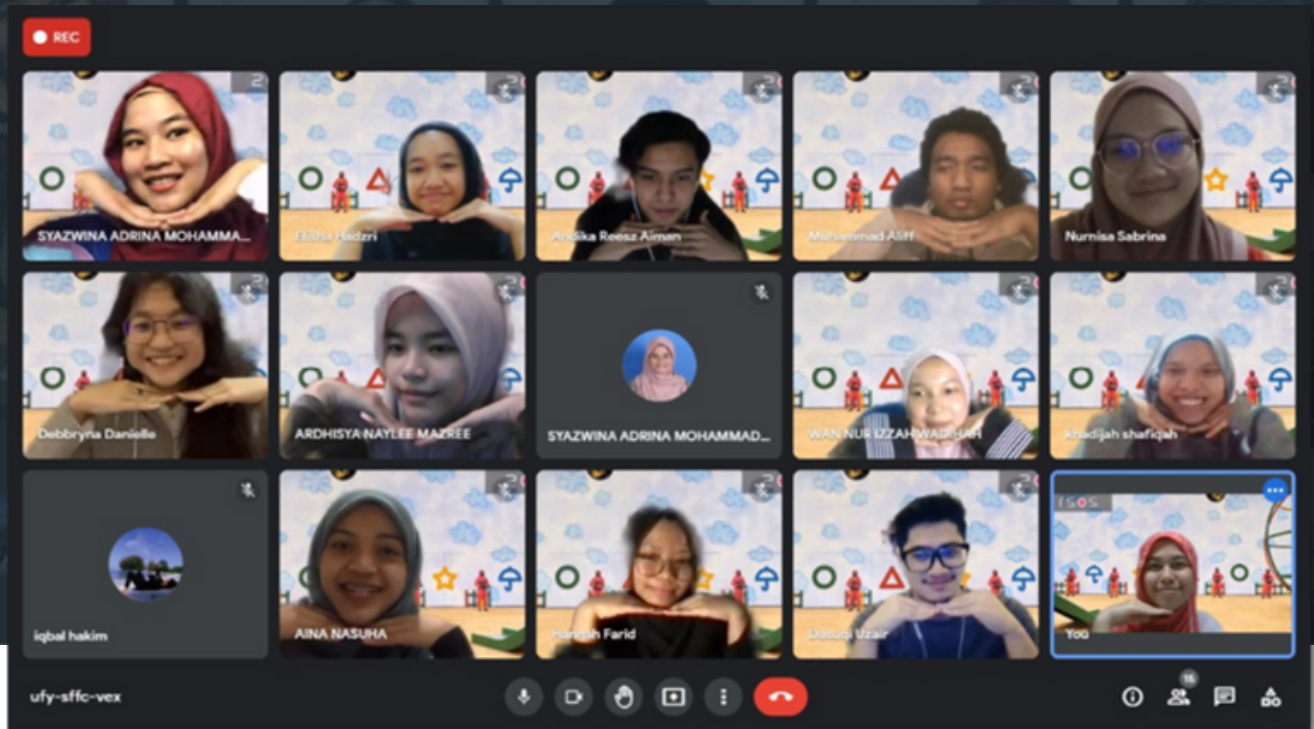 REC
SYAZWINA ADRINA MOHAMMA...
Elisha Hadzri
Andika Reesz Aiman
Muhammad Aliff
Nurnisa Sabrina
Debbryna Danielle
ARDHISYA NAYLEE MAZREE
SYAZWINA ADRINA MOHAMMAD...
WAN NUR IZZAH WADIHAH
khadijah shafiqah
iqbal hakim
AINA NASUHA
Hannah Farid
Dasuqi Uzair
You
ufy-sffc-vex
15